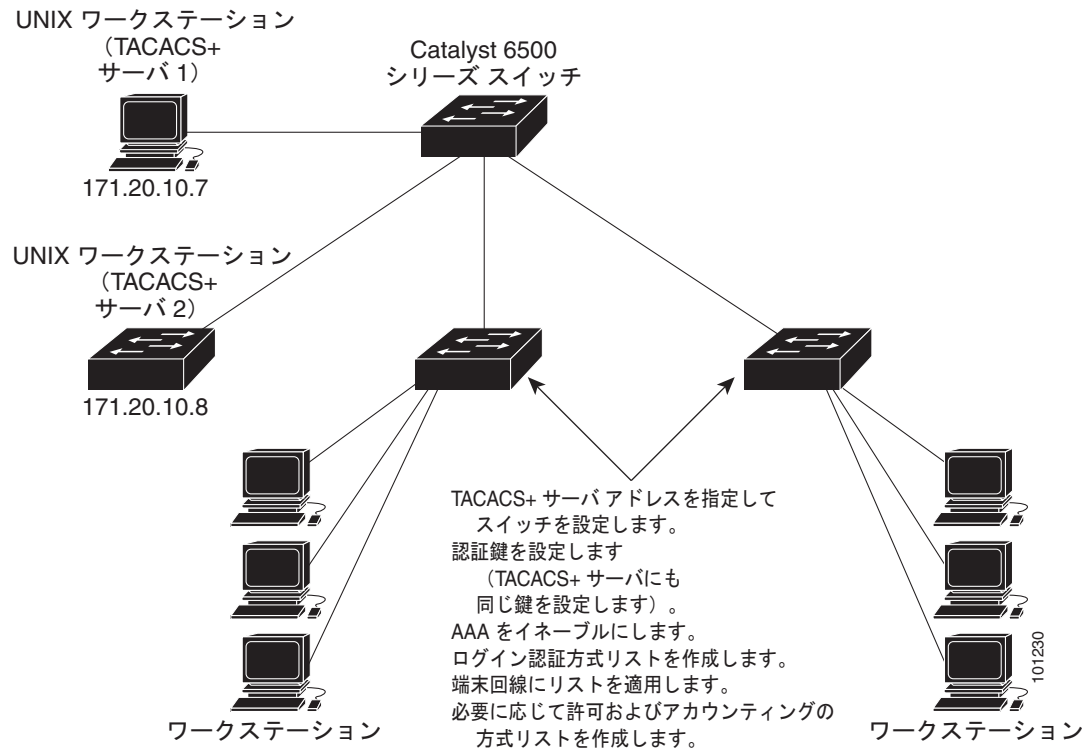 UNIX ワークステーション
（TACACS+
サーバ 1）
171.20.10.7
Catalyst 6500
シリーズ スイッチ
UNIX ワークステーション
（TACACS+
サーバ 2）
171.20.10.8
TACACS+ サーバ アドレスを指定して
スイッチを設定します。
認証鍵を設定します
（TACACS+ サーバにも
同じ鍵を設定します）。
AAA をイネーブルにします。
ログイン認証方式リストを作成します。
端末回線にリストを適用します。
必要に応じて許可およびアカウンティングの
方式リストを作成します。
ワークステーション
ワークステーション
101230